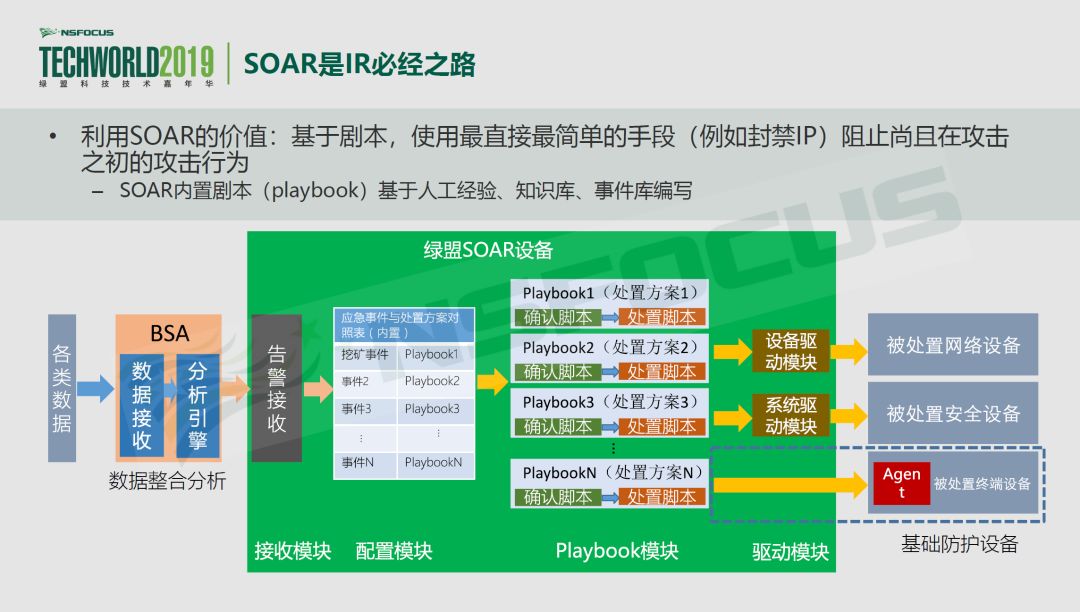 NSFOCUS
TECHWORLD2019
绿盟科技技术嘉年华
SOAR是IR必经之路
• 利用SOAR的价值：基于剧本，使用最直接最简单的手段（例如封禁IP）阻止尚且在攻击
之初的攻击行为
– SOAR内置剧本（playbook）基于人工经验、知识库、事件库编写
NSFOCUS
绿盟SOAR设备
各类数据
BSA
数据接收
分析引擎
数据整合分析
告警接收
应急事件与处置方案对
照表（内置）
挖矿事件 Playbook1
事件2 Playbook2
事件3 Playbook3
⋮ ⋮
事件N PlaybookN
Playbook1（处置方案1）
确认脚本 处置脚本
Playbook2（处置方案2）
确认脚本 处置脚本
Playbook3（处置方案3）
确认脚本 处置脚本
⋮
PlaybookN（处置方案N）
确认脚本 处置脚本
设备驱
动模块
系统驱
动模块
被处置网络设备
被处置安全设备
Agen
t
被处置终端设备
基础防护设备
接收模块 配置模块 Playbook模块 驱动模块